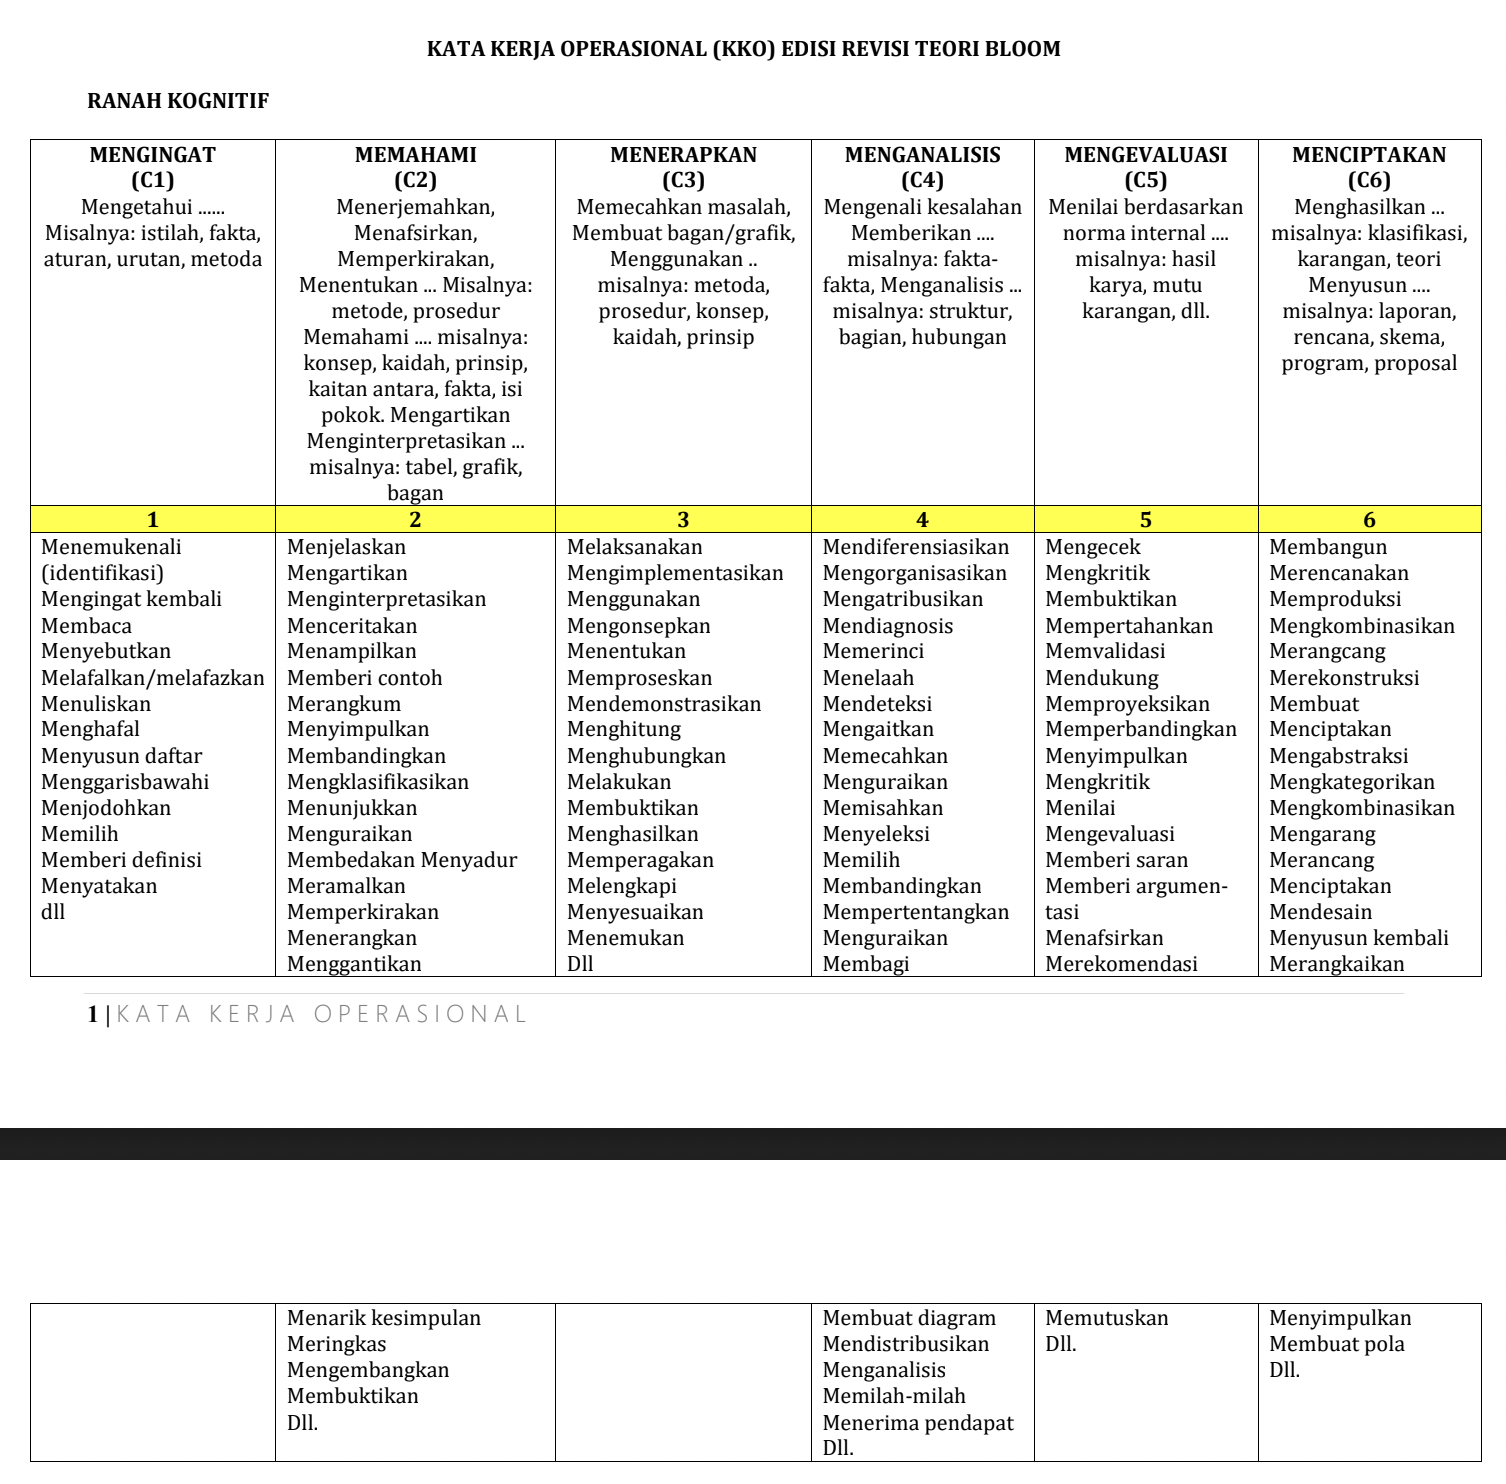 KATA KERJA OPERASIONAL (KKO) EDISI REVISI TEORI BLOOM
RANAH KOGNITIF
MENGINGAT
(C1)
Mengetahui ......
Misalnya: istilah, fakta,
aturan, urutan, metoda
MEMAHAMI
(C2)
Menerjemahkan,
Menafsirkan,
Memperkirakan,
Menentukan ... Misalnya:
metode, prosedur
Memahami .... misalnya:
konsep, kaidah, prinsip,
kaitan antara, fakta, isi
pokok. Mengartikan
Menginterpretasikan ...
misalnya: tabel, grafik,
bagan
MENERAPKAN
(C3)
Memecahkan masalah,
Membuat bagan/grafik,
Menggunakan ..
misalnya: metoda,
prosedur, konsep,
kaidah, prinsip
MENGANALISIS
(C4)
Mengenali kesalahan
Memberikan ....
misalnya: fakta-
fakta, Menganalisis ...
misalnya: struktur,
bagian, hubungan
MENGEVALUASI
(C5)
Menilai berdasarkan
norma internal ....
misalnya: hasil
karya, mutu
karangan, dll.
MENCIPTAKAN
(C6)
Menghasilkan ...
misalnya: klasifikasi,
karangan, teori
Menyusun ....
misalnya: laporan,
rencana, skema,
program, proposal
1
2
3
4
5
6
Menemukenali
(identifikasi)
Mengingat kembali
Membaca
Menyebutkan
Melafalkan/melafazkan
Menuliskan
Menghafal
Menyusun daftar
Menggarisbawahi
Menjodohkan
Memilih
Memberi definisi
Menyatakan
dll
Menjelaskan
Mengartikan
Menginterpretasikan
Menceritakan
Menampilkan
Memberi contoh
Merangkum
Menyimpulkan
Membandingkan
Mengklasifikasikan
Menunjukkan
Menguraikan
Membedakan Menyadur
Meramalkan
Memperkirakan
Menerangkan
Menggantikan
Melaksanakan
Mengimplementasikan
Menggunakan
Mengonsepkan
Menentukan
Memproseskan
Mendemonstrasikan
Menghitung
Menghubungkan
Melakukan
Membuktikan
Menghasilkan
Memperagakan
Melengkapi
Menyesuaikan
Menemukan
Dll
Mendiferensiasikan
Mengorganisasikan
Mengatribusikan
Mendiagnosis
Memerinci
Menelaah
Mendeteksi
Mengaitkan
Memecahkan
Menguraikan
Memisahkan
Menyeleksi
Memilih
Membandingkan
Mempertentangkan
Menguraikan
Membagi
Mengecek
Mengkritik
Membuktikan
Mempertahankan
Memvalidasi
Mendukung
Memproyeksikan
Memperbandingkan
Menyimpulkan
Mengkritik
Menilai
Mengevaluasi
Memberi saran
Memberi argumen-
tasi
Menafsirkan
Merekomendasi
Membangun
Merencanakan
Memproduksi
Mengkombinasikan
Merangcang
Merekonstruksi
Membuat
Menciptakan
Mengabstraksi
Mengkategorikan
Mengkombinasikan
Mengarang
Merancang
Menciptakan
Mendesain
Menyusun kembali
Merangkaikan
1 | KATA KERJA OPERASIONAL
Menarik kesimpulan
Meringkas
Mengembangkan
Membuktikan
Dll.
Membuat diagram
Mendistribusikan
Menganalisis
Memilah-milah
Menerima pendapat
Dll.
Memutuskan
Dll.
Menyimpulkan
Membuat pola
Dll.